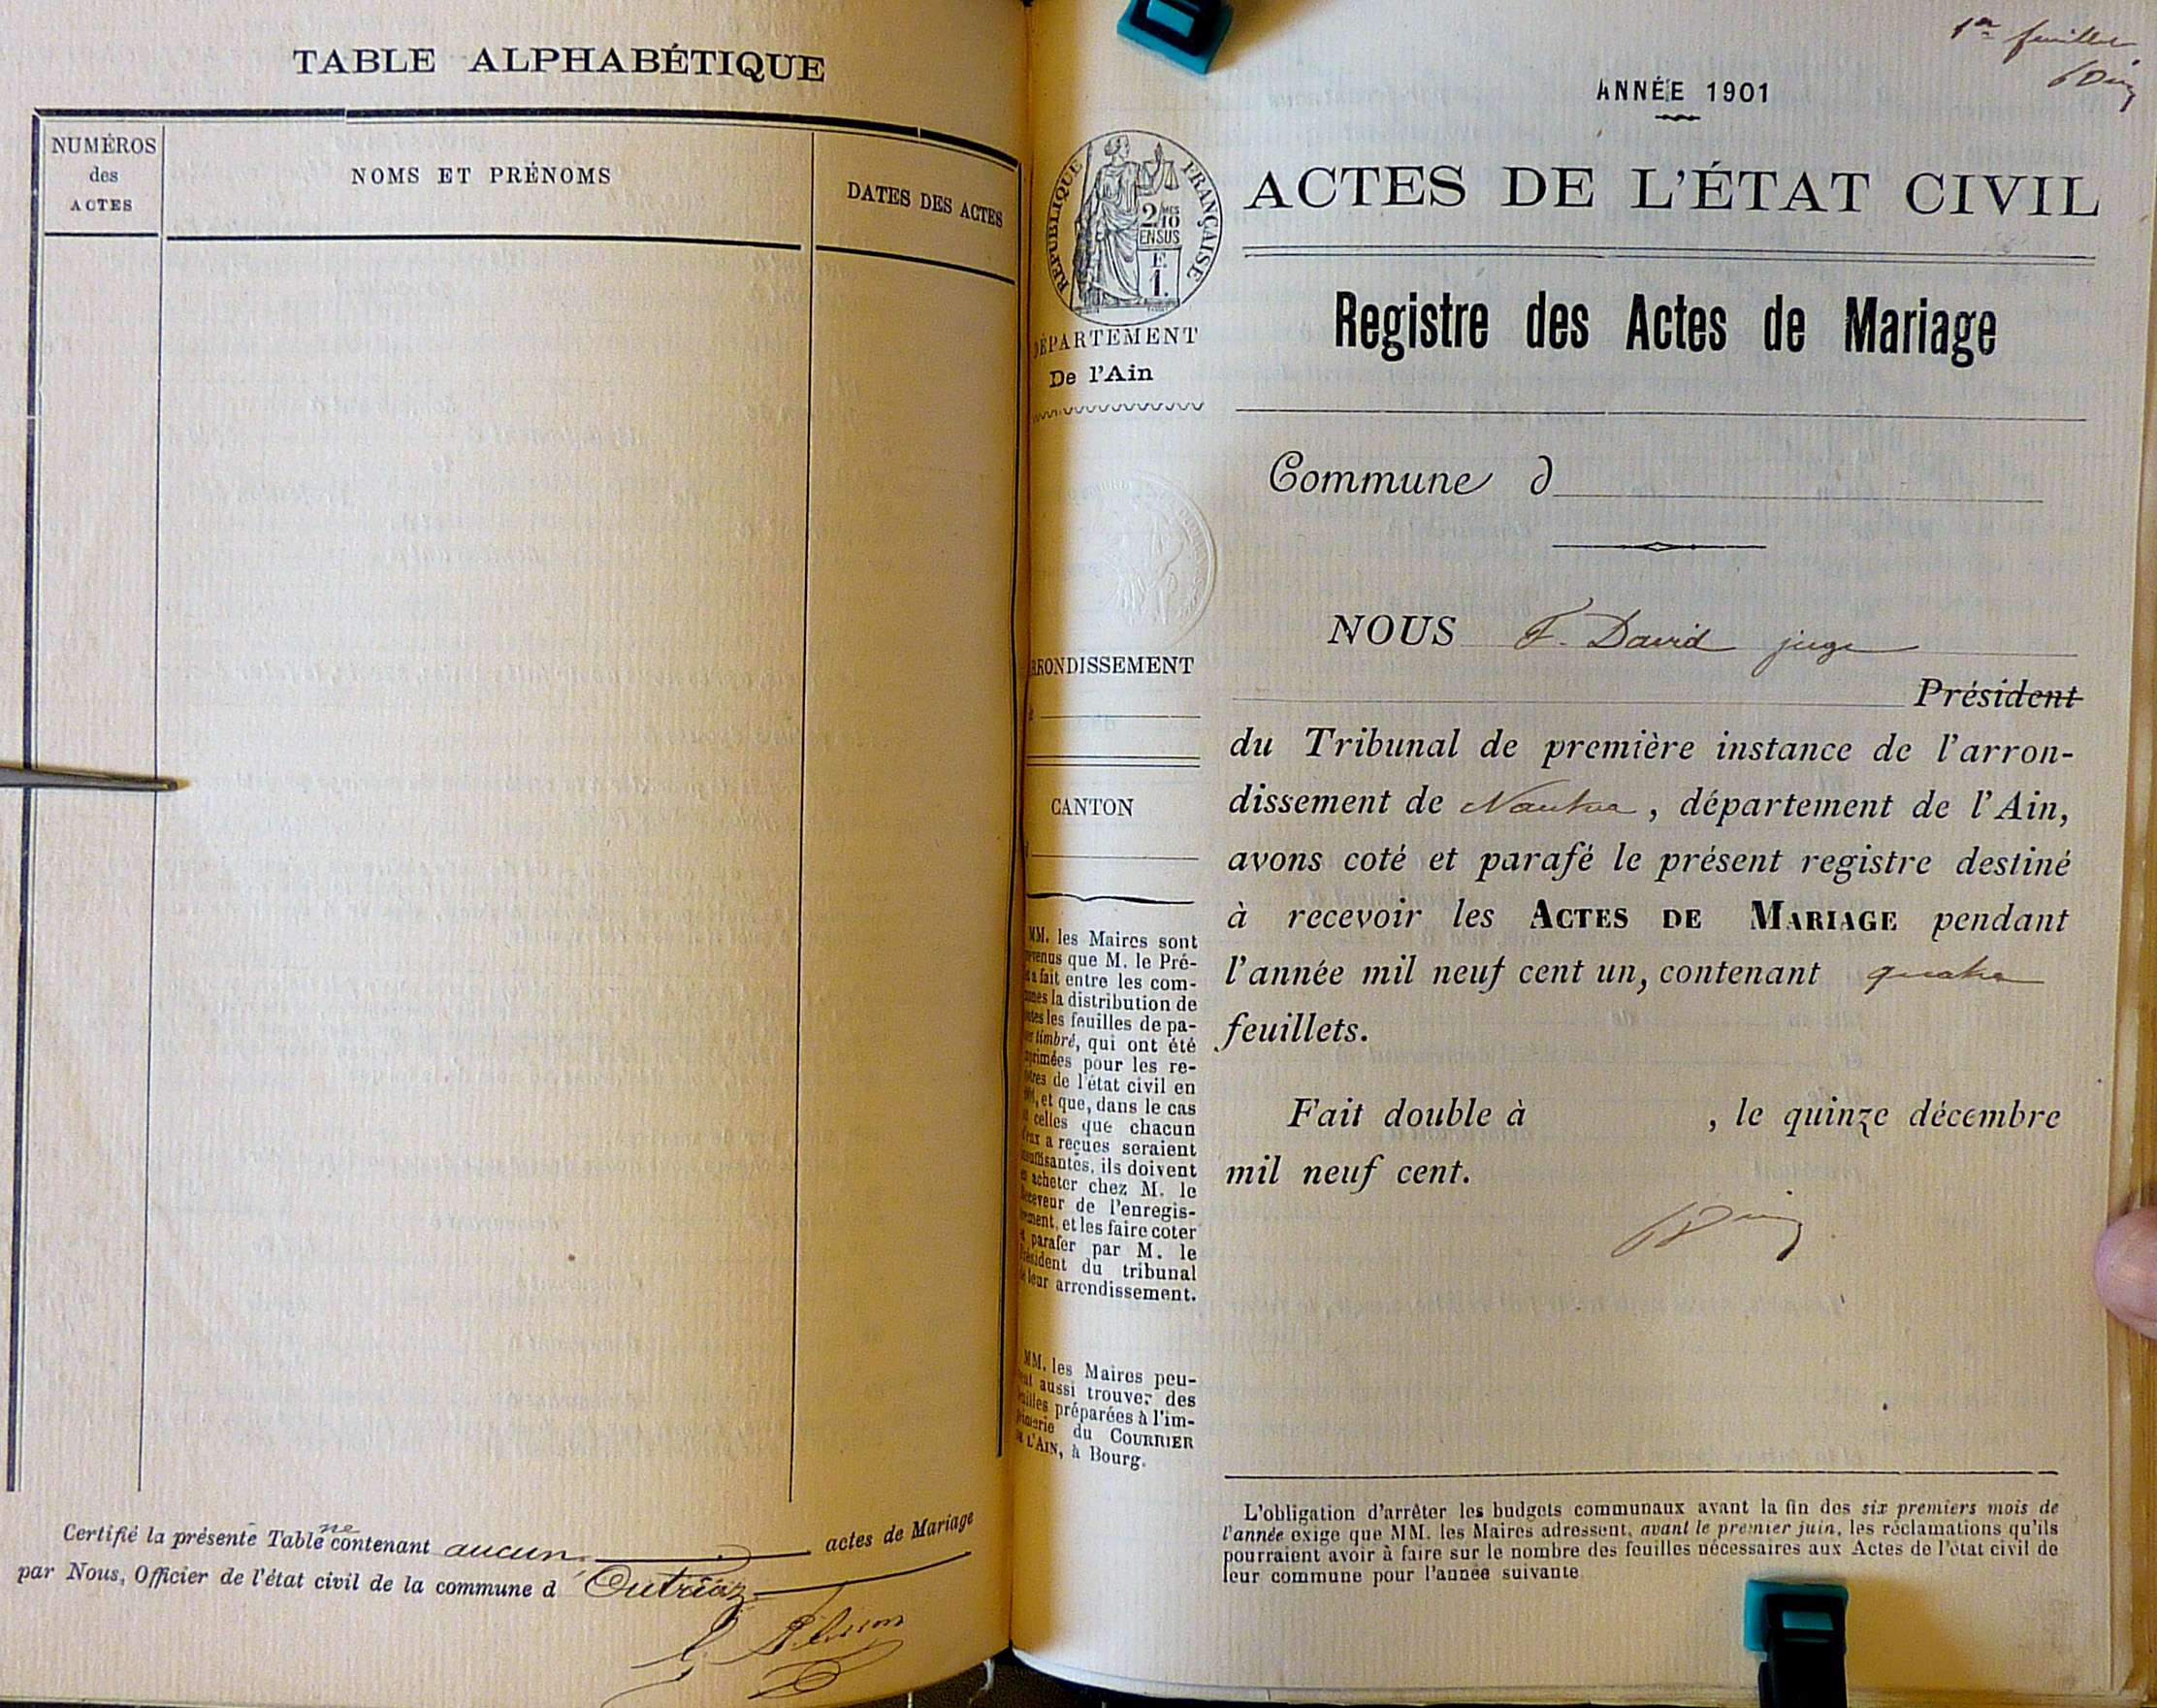 TABLE ALPHABÉTIQUE
NUMÉROS
des
ACTES
NOMS ET PRÉNOMS
DATES DES ACTES
Certifié la présente Table ne contenant aucun actes de Mariage
par Nous, Officier de l'état civil de la commune d'Outriaz
1er feuillet
ANNÉE 1901
RÉPUBLIQUE FRANÇAISE
2/10 MES
EN SUS
F
1.
DÉPARTEMENT
De l'Ain
ACTES DE L'ÉTAT CIVIL
Registre des Actes de Mariage
Commune d
NOUS F. David juge
Président
du Tribunal de première instance de l'arron-
dissement de Nantua, département de l'Ain,
avons coté et parafé le présent registre destiné
à recevoir les ACTES DE MARIAGE pendant
l'année mil neuf cent un, contenant quatre
feuillets.
Fait double à , le quinze décembre
mil neuf cent.
ARRONDISSEMENT
CANTON
MM. les Maires sont
prévenus que M. le Pré-
fet a fait entre les com-
munes la distribution de
toutes les feuilles de pa-
pier timbré, qui ont été
imprimées pour les re-
gistres de l'état civil en
1901, et que, dans le cas
où celles que chacun
d'eux a reçues seraient
insuffisantes, ils doivent
en acheter chez M. le
Receveur de l'enregis-
trement, et les faire coter
et parafer par M. le
Président du tribunal
de leur arrondissement.
MM. les Maires peu-
vent aussi trouver des
feuilles préparées à l'im-
primerie du COURRIER
DE L'AIN, à Bourg.
L'obligation d'arrêter les budgets communaux avant la fin des six premiers mois de
l'année exige que MM. les Maires adressent, avant le premier juin, les réclamations qu'ils
pourraient avoir à faire sur le nombre des feuilles nécessaires aux Actes de l'état civil de
leur commune pour l'année suivante